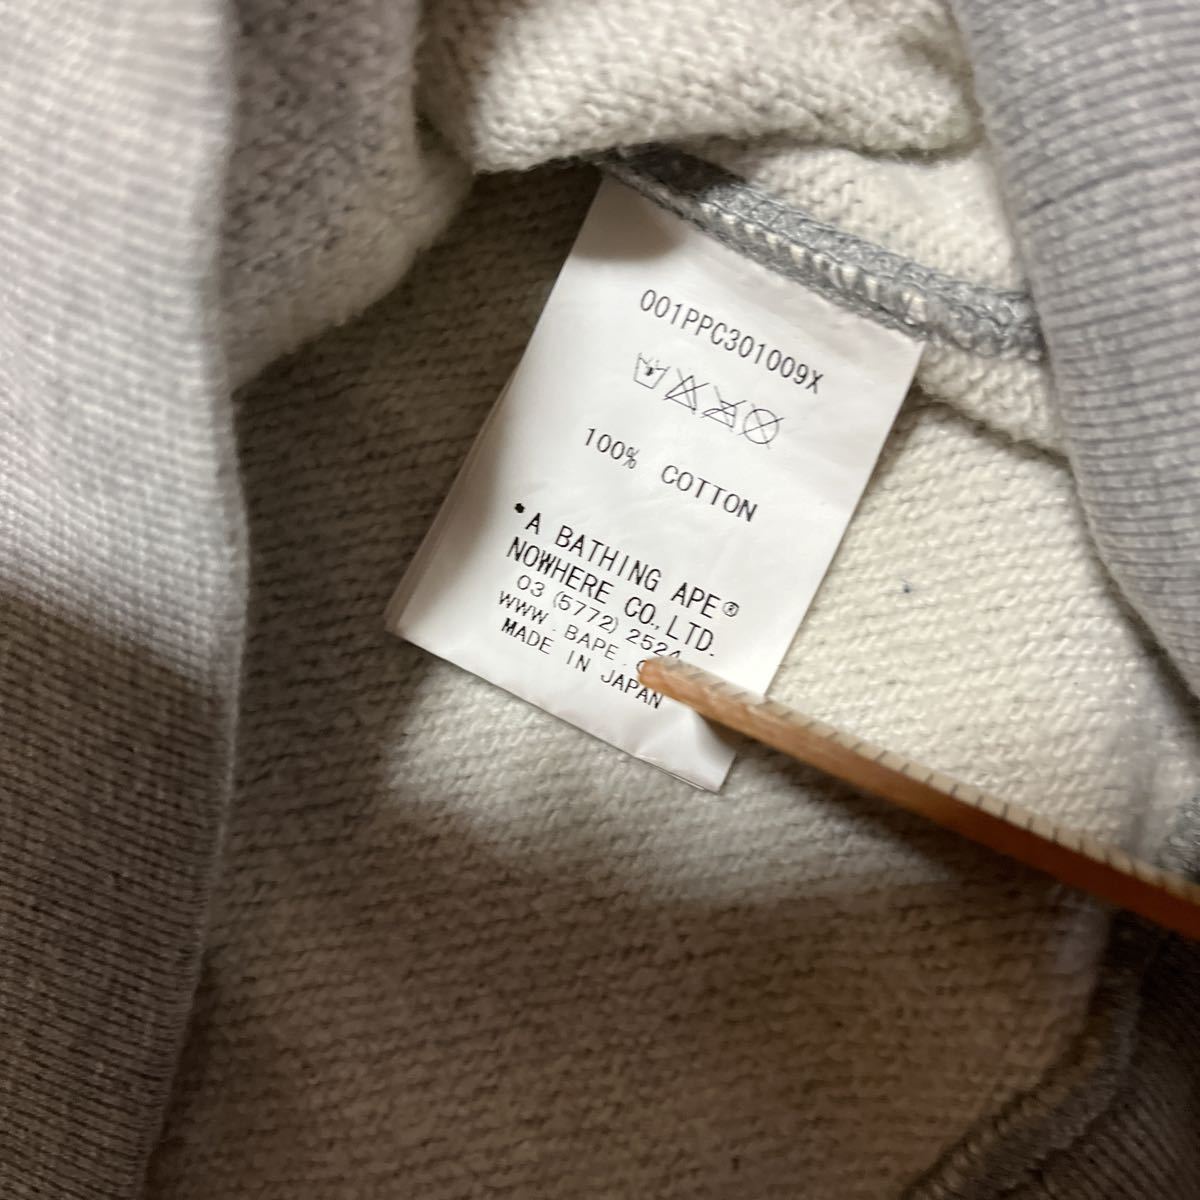 001PPC301009X
100% COTTON
*A BATHING APE®
NOWHERE CO.,LTD.
03 (5772) 2524
WWW.BAPE.
MADE IN JAPAN